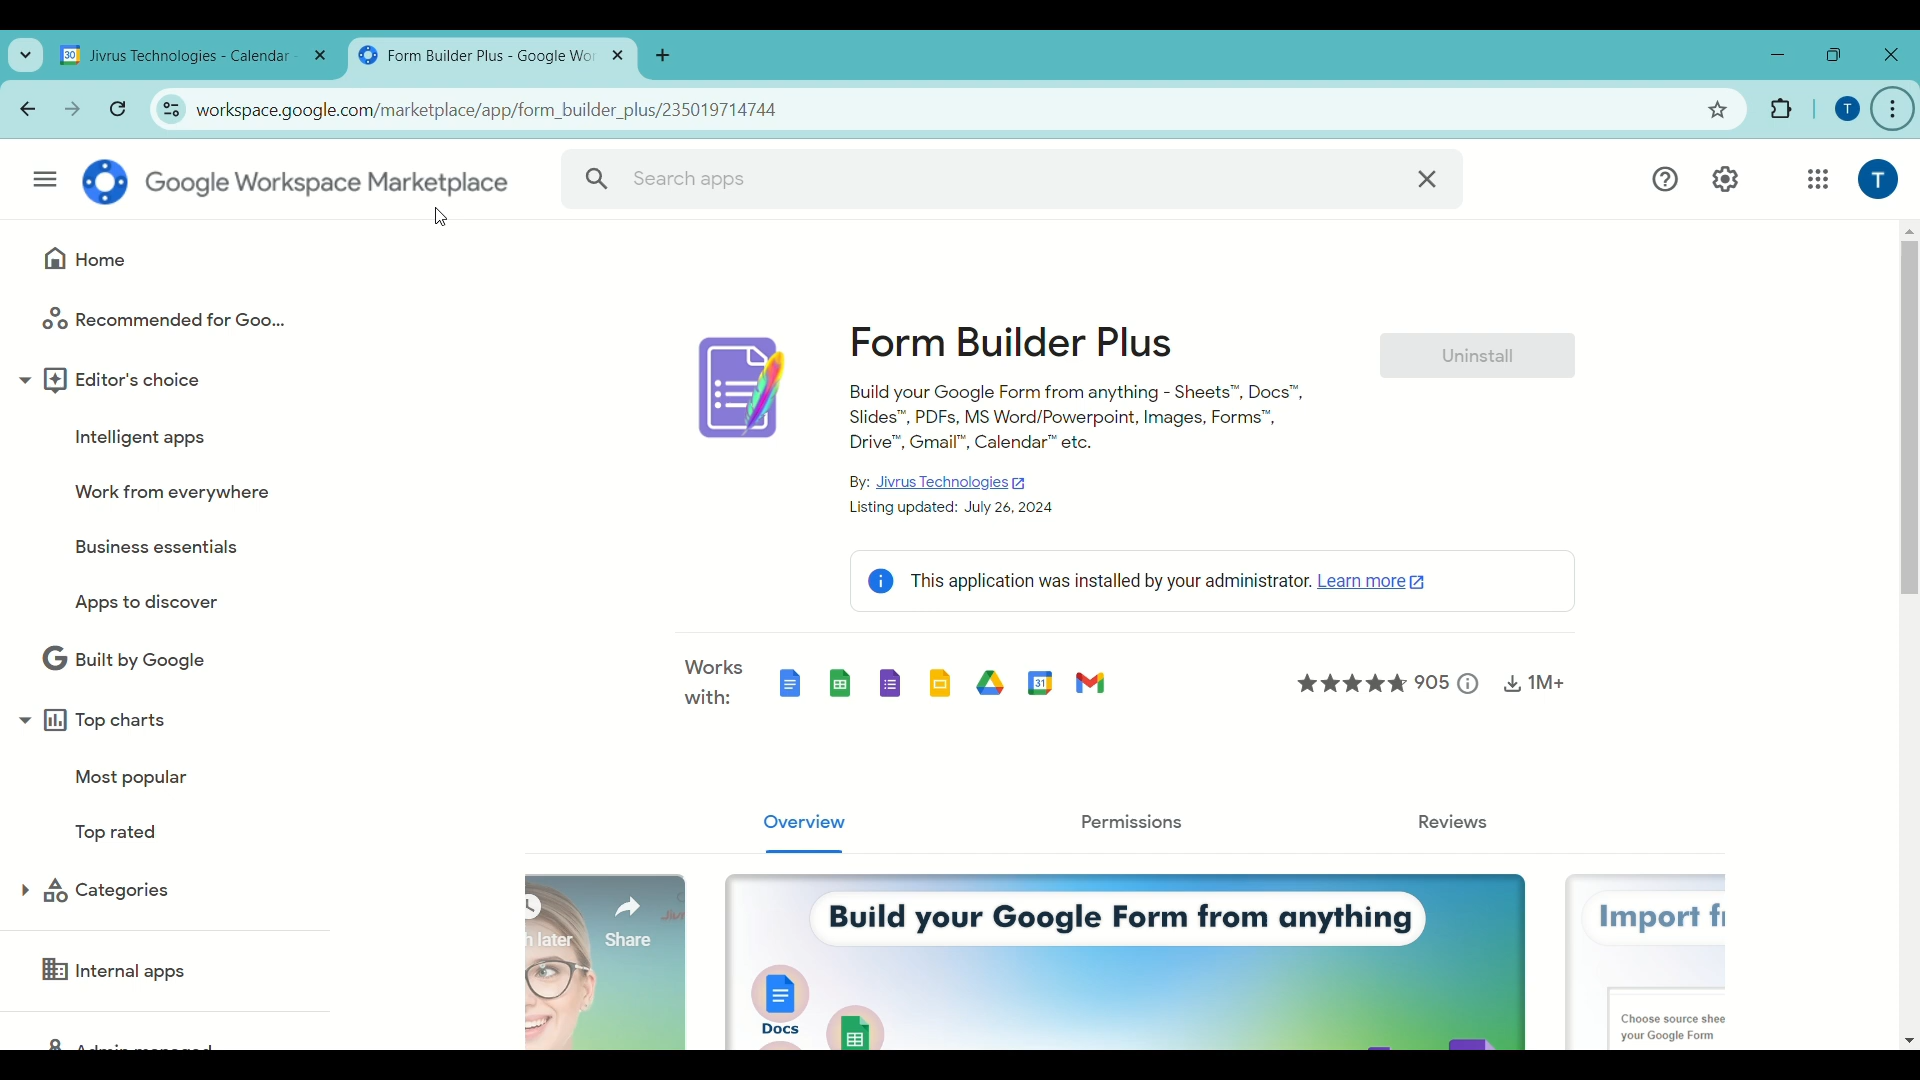 Jivrus Technologies - Calendar -
Form Builder Plus - Google Wor
workspace.google.com/marketplace/app/form_builder_plus/235019714744
T
Google Workspace Marketplace
Search apps
T
Home
Recommended for Goo...
Editor's choice
Intelligent apps
Work from everywhere
Business essentials
Apps to discover
Built by Google
Top charts
Most popular
Top rated
Categories
Internal apps
Form Builder Plus
Uninstall
Build your Google Form from anything - Sheets™, Docs™,
Slides™, PDFs, MS Word/Powerpoint, Images, Forms™,
Drive™, Gmail™, Calendar™ etc.
By: Jivrus Technologies
Listing updated: July 26, 2024
This application was installed by your administrator. Learn more
Works
with:
31
905
1M+
Overview
Permissions
Reviews
h later
Share
Build your Google Form from anything
Docs
Import fr
Choose source shee
your Google Form